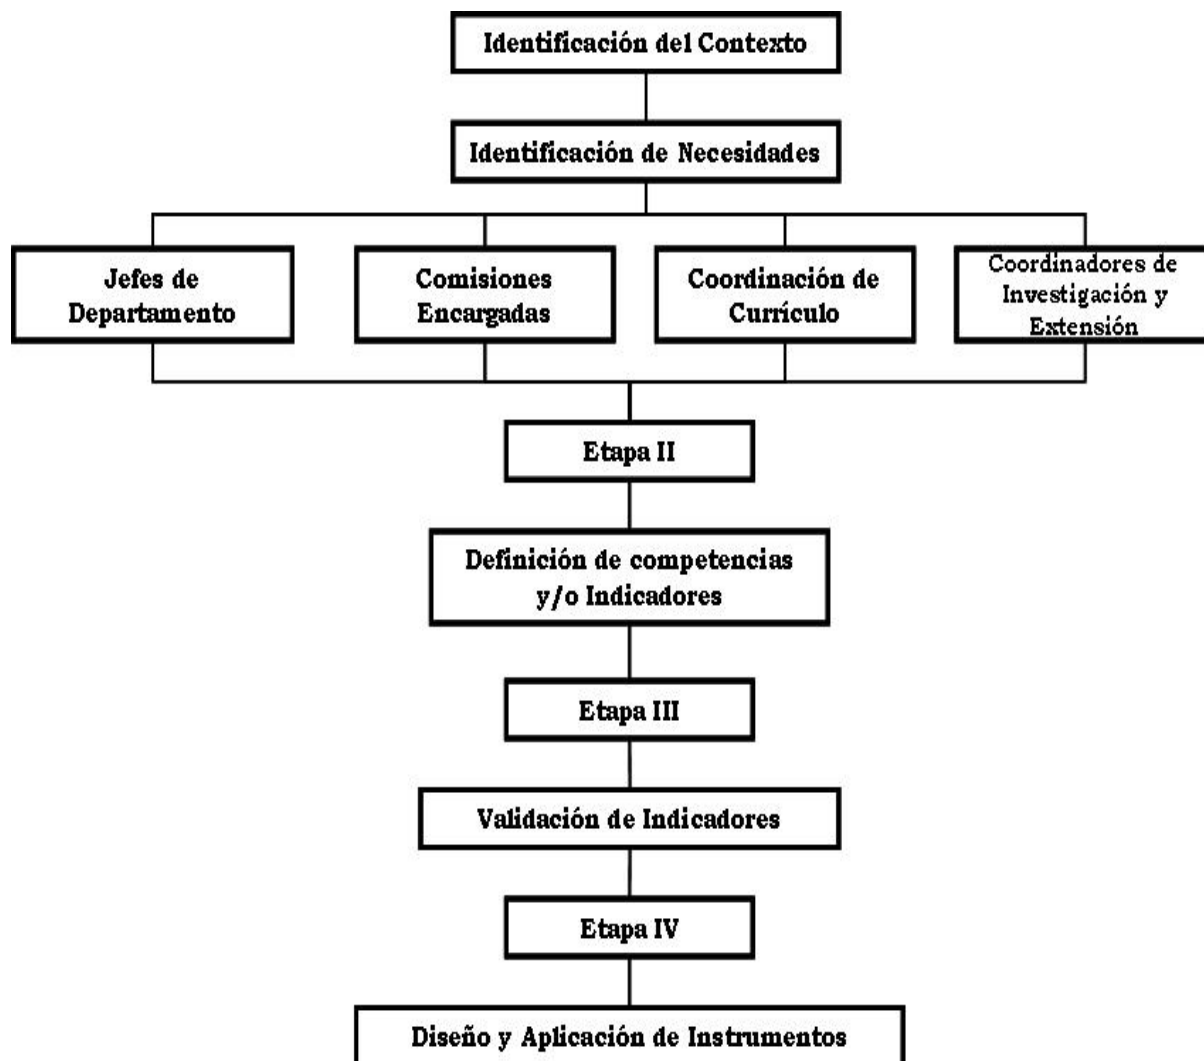 Identificación del Contexto
Identificación de Necesidades
Jefes de
Departamento
Comisiones
Encargadas
Coordinación de
Currículo
Coordinadores de
Investigación y
Extensión
Etapa II
Definición de competencias
y/o Indicadores
Etapa III
Validación de Indicadores
Etapa IV
Diseño y Aplicación de Instrumentos